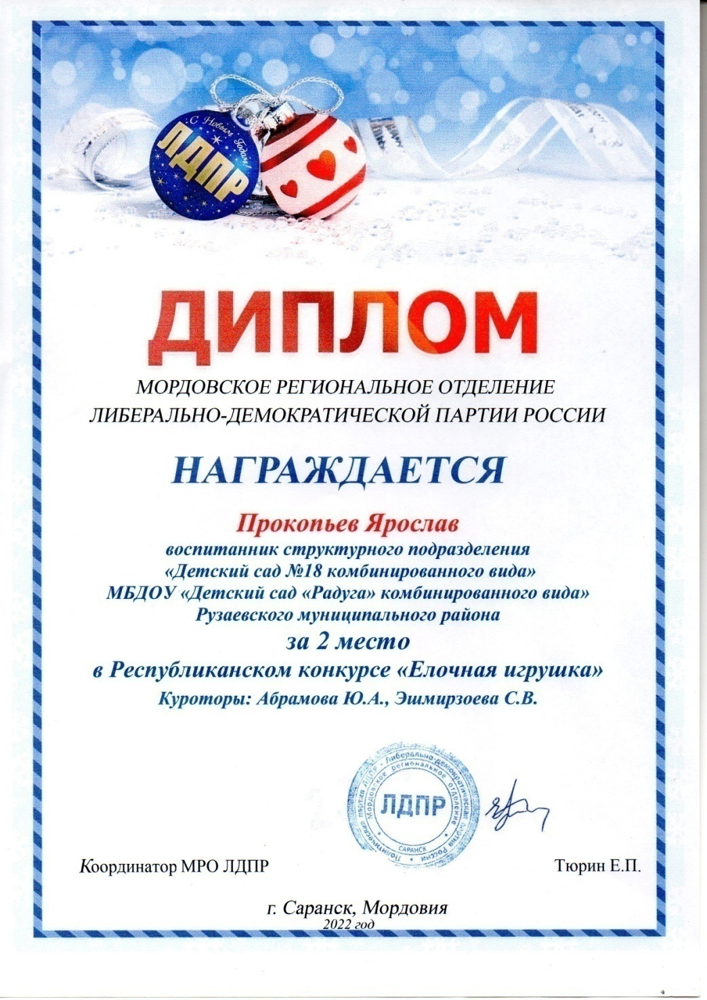 С Новым Годом!
ЛДПР
ДИПЛОМ
МОРДОВСКОЕ РЕГИОНАЛЬНОЕ ОТДЕЛЕНИЕ
ЛИБЕРАЛЬНО-ДЕМОКРАТИЧЕСКОЙ ПАРТИИ РОССИИ
НАГРАЖДАЕТСЯ
Прокопьев Ярослав
воспитанник структурного подразделения
«Детский сад №18 комбинированного вида»
МБДОУ «Детский сад «Радуга» комбинированного вида»
Рузаевского муниципального района
за 2 место
в Республиканском конкурсе «Елочная игрушка»
Куроторы: Абрамова Ю.А., Эшмирзоева С.В.
Политическая партия ЛДПР - Либерально-демократическая партия России
Мордовское региональное отделение
ЛДПР
САРАНСК
Координатор МРО ЛДПР
Тюрин Е.П.
г. Саранск, Мордовия
2022 год